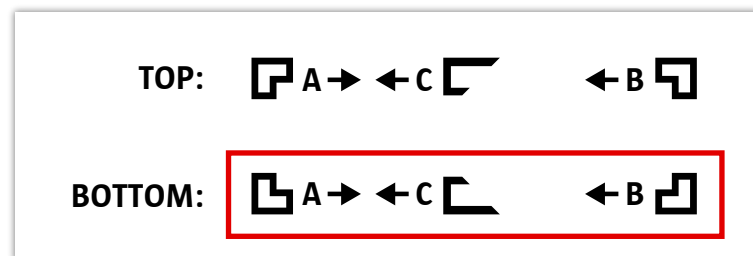 TOP: A → ← C ← B
BOTTOM: A → ← C ← B